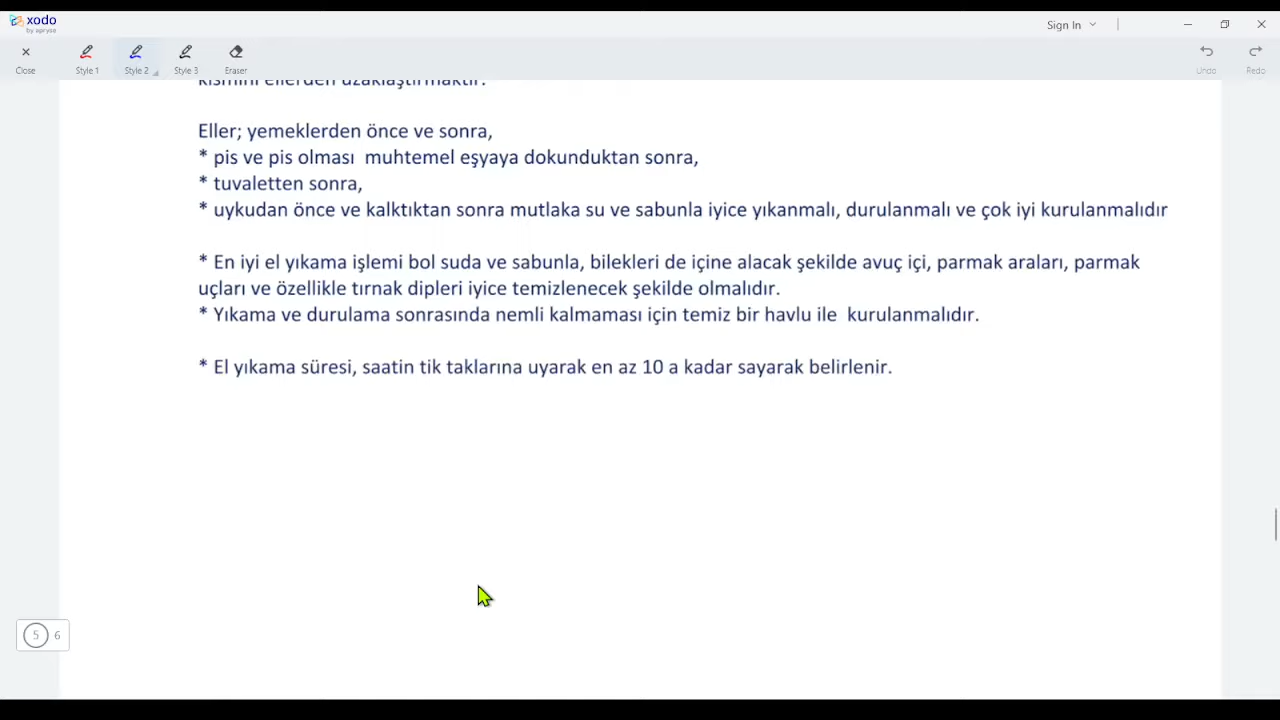 xodo
by apryse
Sign In
Close
Style 1
Style 2
Style 3
Eraser
Undo
Redo
kısmını ellerden uzaklaştırmaktır.
Eller; yemeklerden önce ve sonra,
* pis ve pis olması muhtemel eşyaya dokunduktan sonra,
* tuvaletten sonra,
* uykudan önce ve kalktıktan sonra mutlaka su ve sabunla iyice yıkanmalı, durulanmalı ve çok iyi kurulanmalıdır
* En iyi el yıkama işlemi bol suda ve sabunla, bilekleri de içine alacak şekilde avuç içi, parmak araları, parmak
uçları ve özellikle tırnak dipleri iyice temizlenecek şekilde olmalıdır.
* Yıkama ve durulama sonrasında nemli kalmaması için temiz bir havlu ile kurulanmalıdır.
* El yıkama süresi, saatin tik taklarına uyarak en az 10 a kadar sayarak belirlenir.
5 6